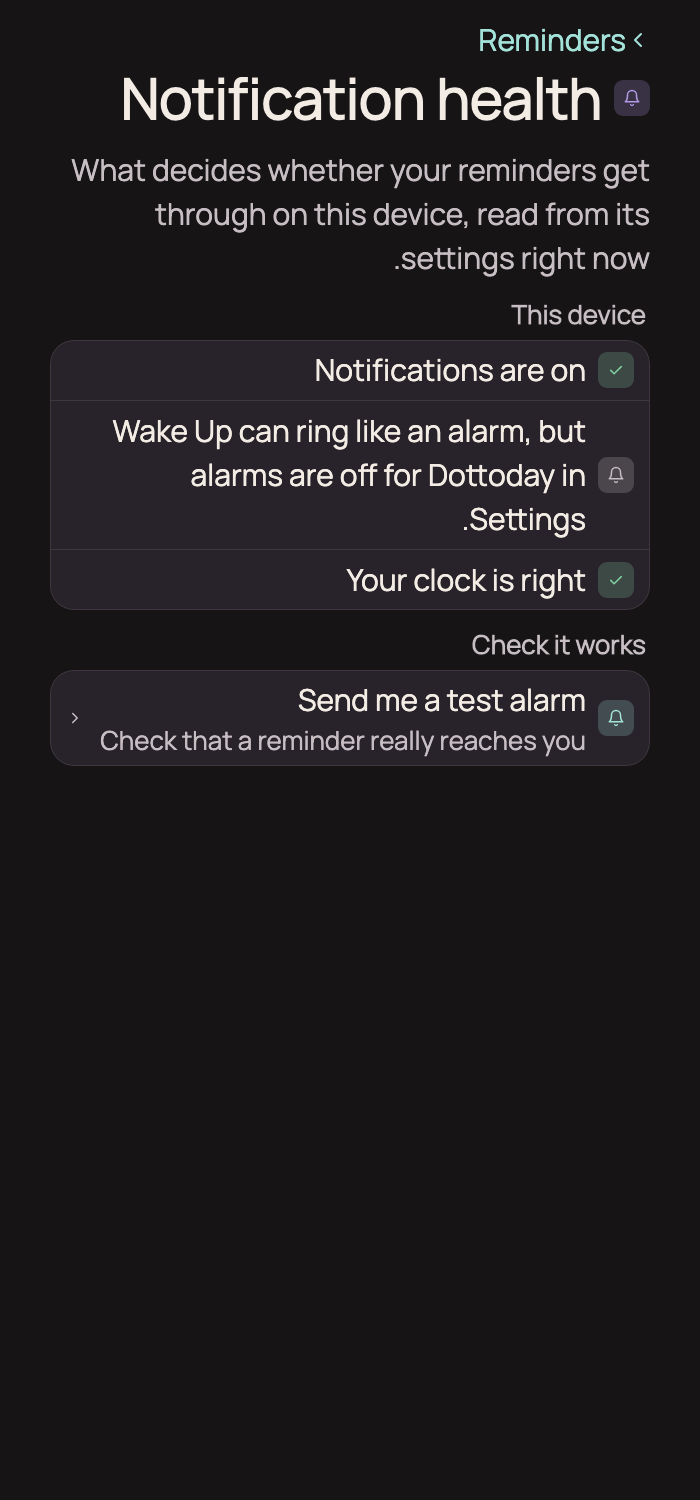 Reminders
Notification health
What decides whether your reminders get
through on this device, read from its
.settings right now
This device
Notifications are on
Wake Up can ring like an alarm, but
alarms are off for Dottoday in
.Settings
Your clock is right
Check it works
Send me a test alarm
Check that a reminder really reaches you